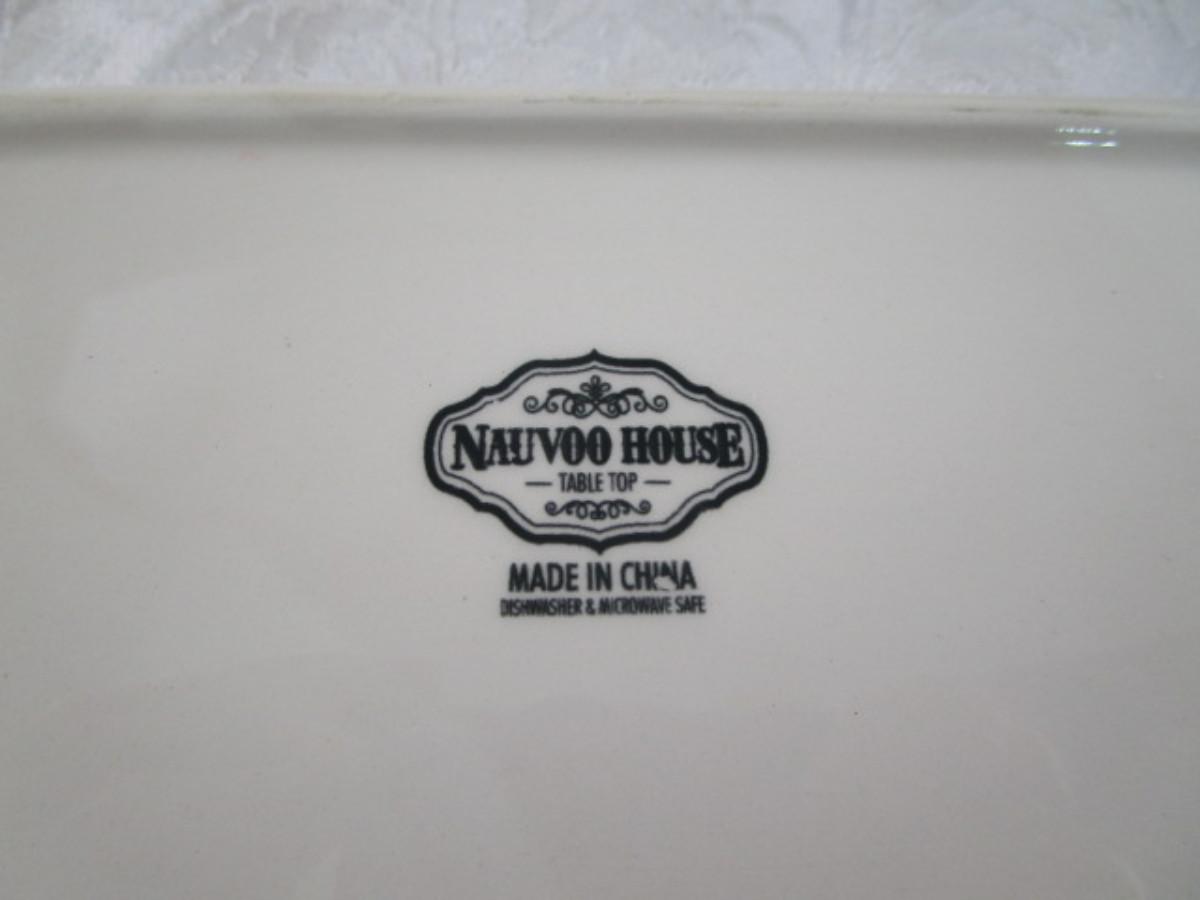 NAUVOO HOUSE
— TABLE TOP —
MADE IN CHINA
DISHWASHER & MICROWAVE SAFE